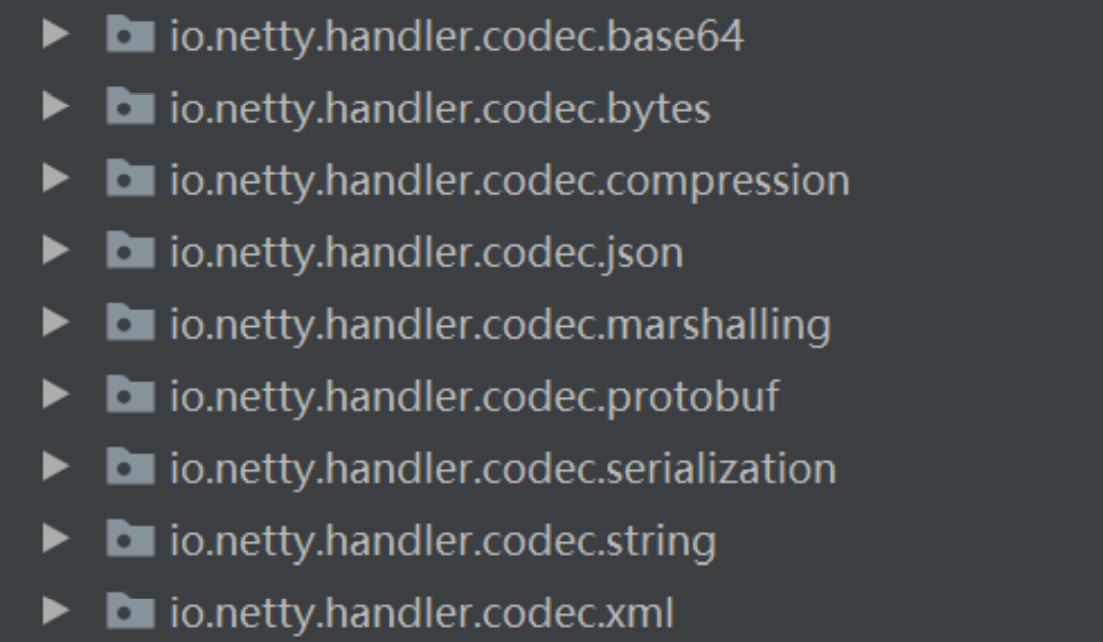 io.netty.handler.codec.base64
io.netty.handler.codec.bytes
io.netty.handler.codec.compression
io.netty.handler.codec.json
io.netty.handler.codec.marshalling
io.netty.handler.codec.protobuf
io.netty.handler.codec.serialization
io.netty.handler.codec.string
io.netty.handler.codec.xml